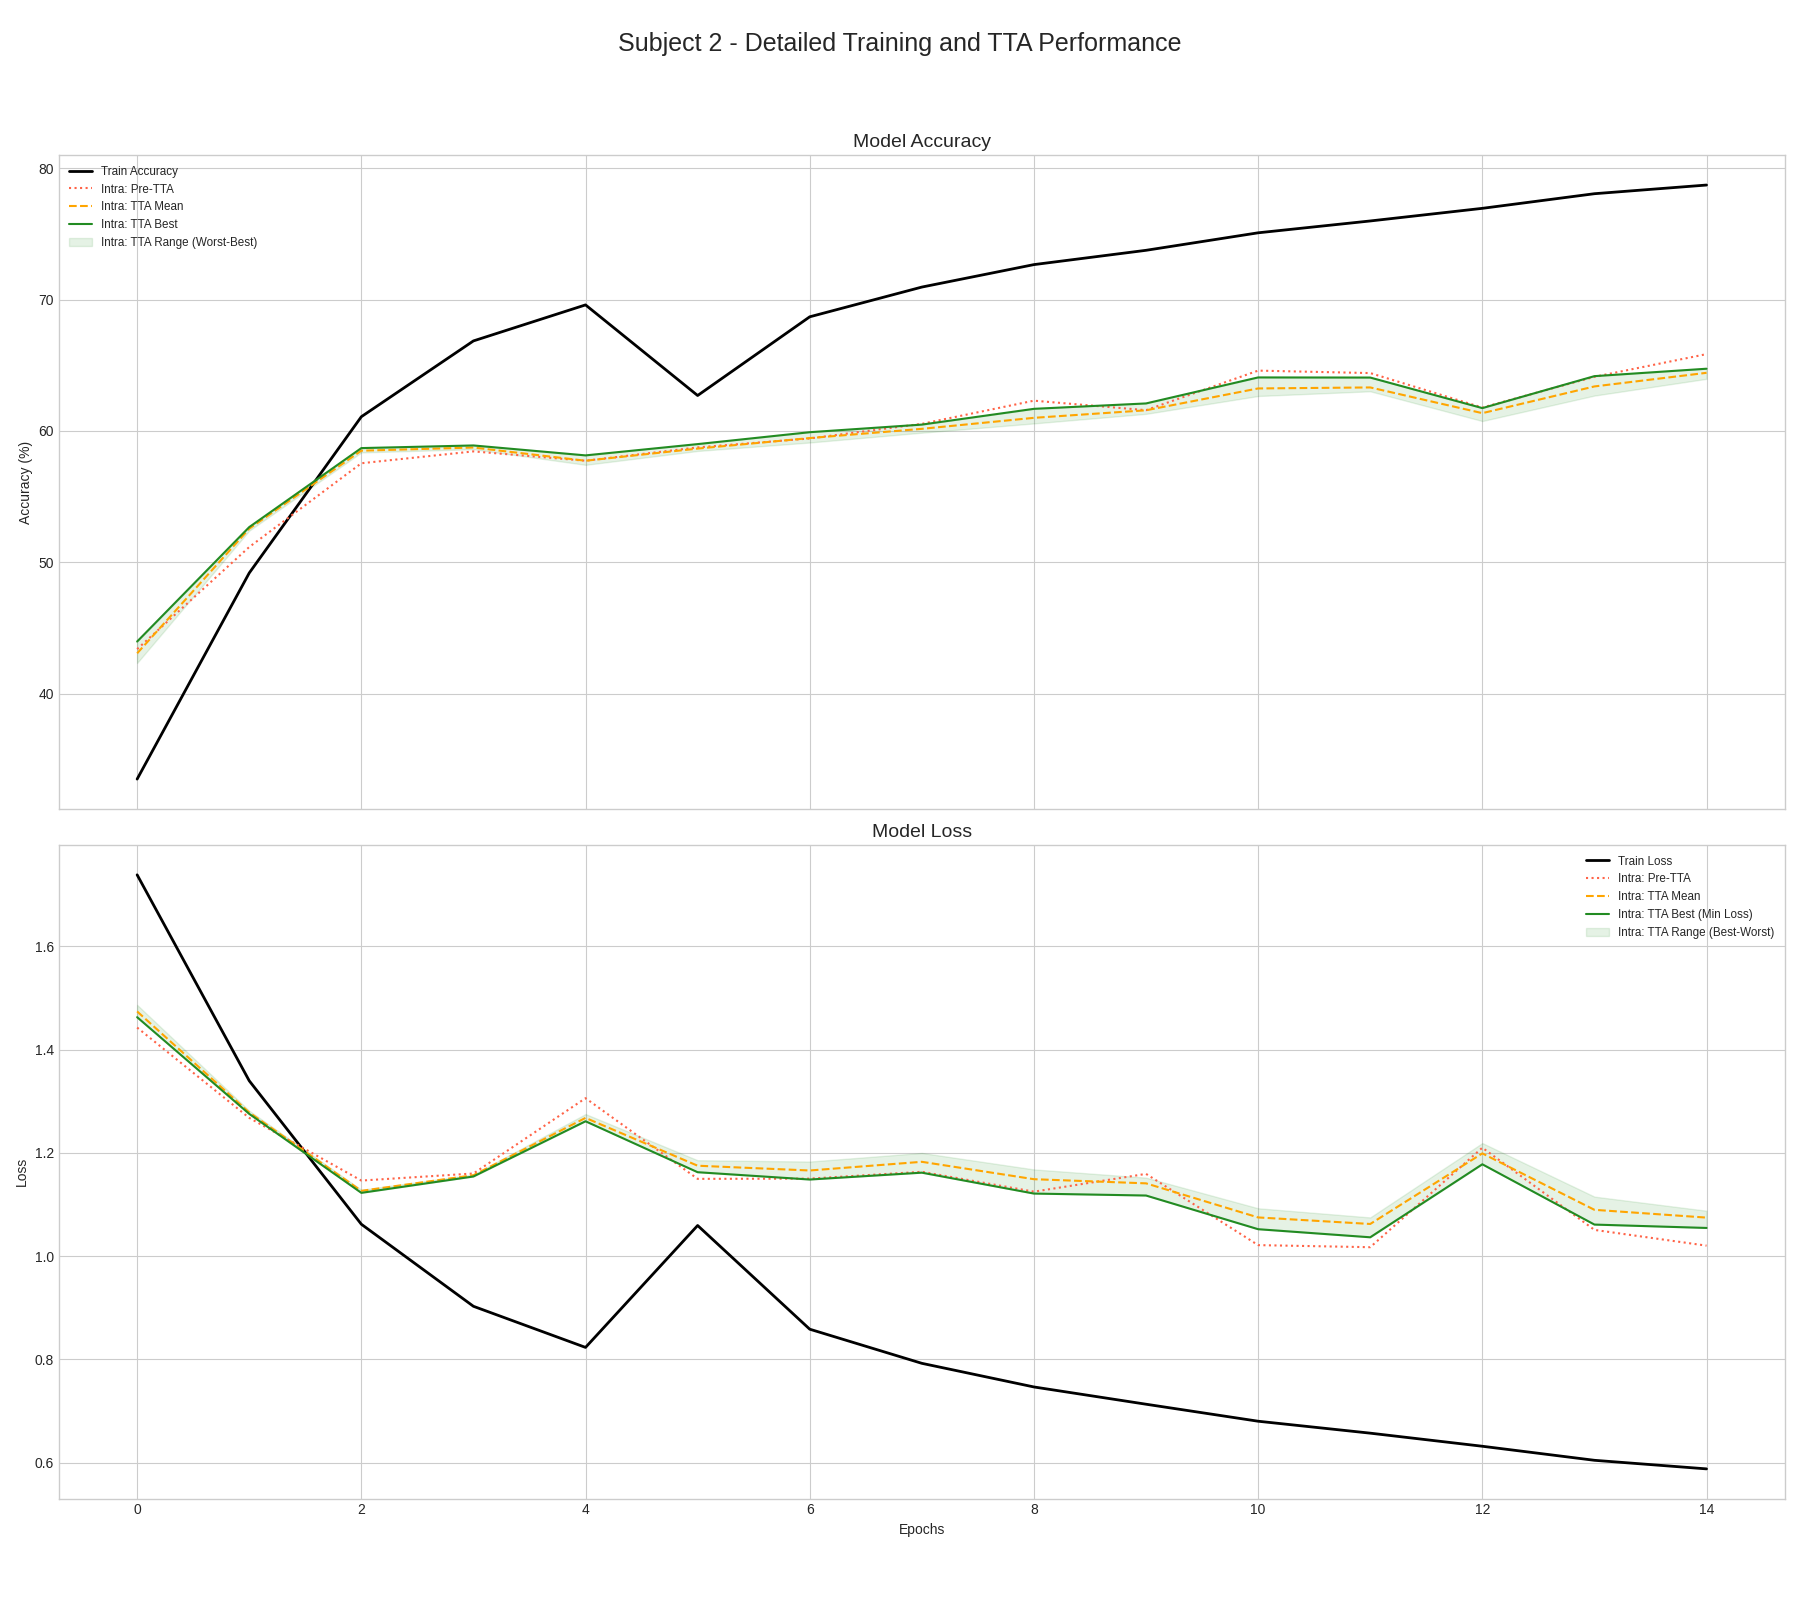 Subject 2 - Detailed Training and TTA Performance
Model Accuracy
Train Accuracy
Intra: Pre-TTA
Intra: TTA Mean
Intra: TTA Best
Intra: TTA Range (Worst-Best)
80
70
60
50
40
Accuracy (%)
Model Loss
Train Loss
Intra: Pre-TTA
Intra: TTA Mean
Intra: TTA Best (Min Loss)
Intra: TTA Range (Best-Worst)
1.6
1.4
1.2
1.0
0.8
0.6
Loss
0 2 4 6 8 10 12 14
Epochs